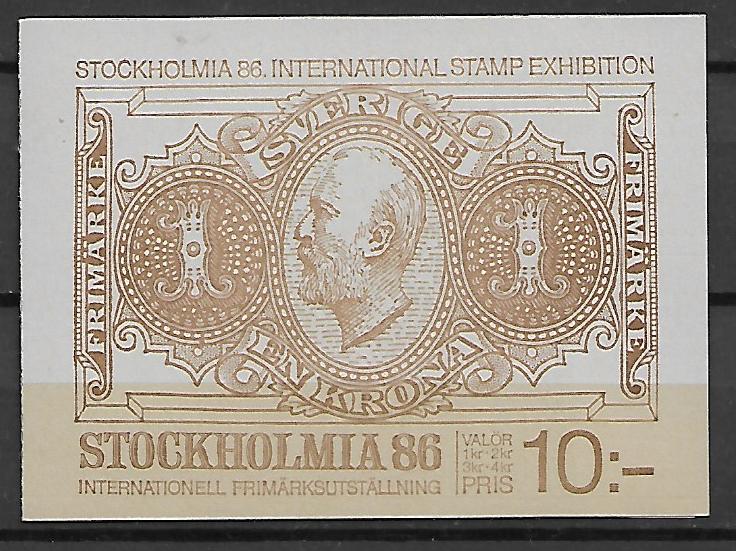 STOCKHOLMIA 86. INTERNATIONAL STAMP EXHIBITION
SVERIGE
FRIMÄRKE
1
1
FRIMÄRKE
EN KRONA
STOCKHOLMIA 86
INTERNATIONELL FRIMÄRKSUTSTÄLLNING
VALÖR
1kr·2kr
3kr·4kr
PRIS
10:-